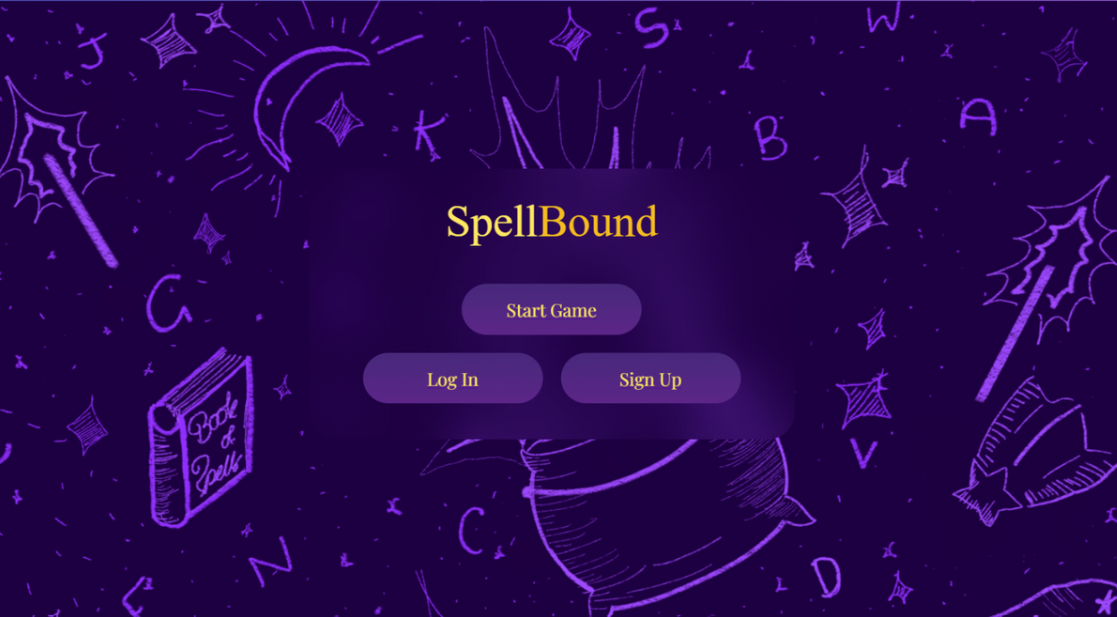 J
S
W
K
B
A
SpellBound
G
Start Game
Log In Sign Up
Book
of
Spells
V
C
N
D